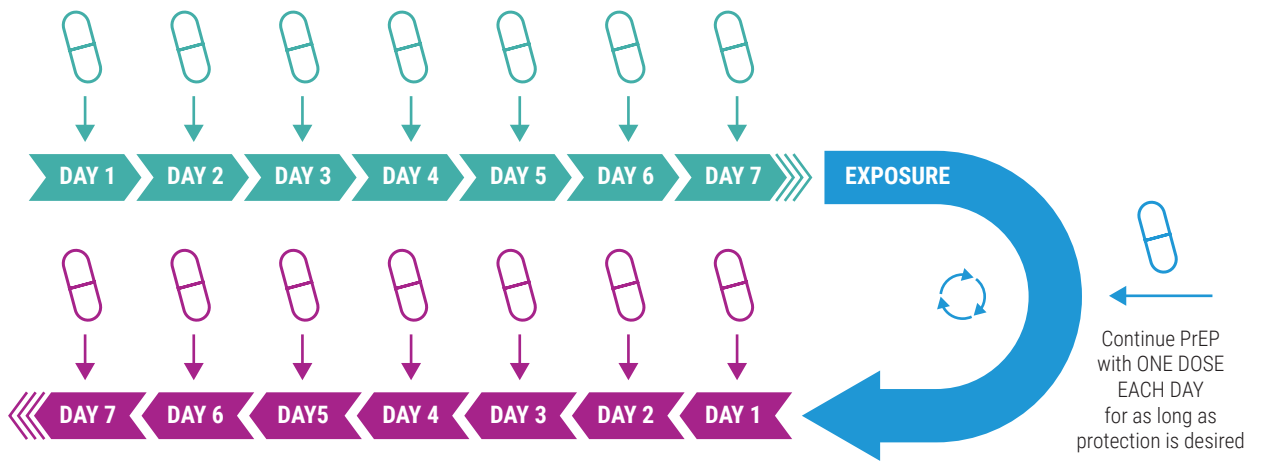 DAY 1 DAY 2 DAY 3 DAY 4 DAY 5 DAY 6 DAY 7 EXPOSURE
Continue PrEP
with ONE DOSE
EACH DAY
for as long as
protection is desired
DAY 7 DAY 6 DAY5 DAY 4 DAY 3 DAY 2 DAY 1